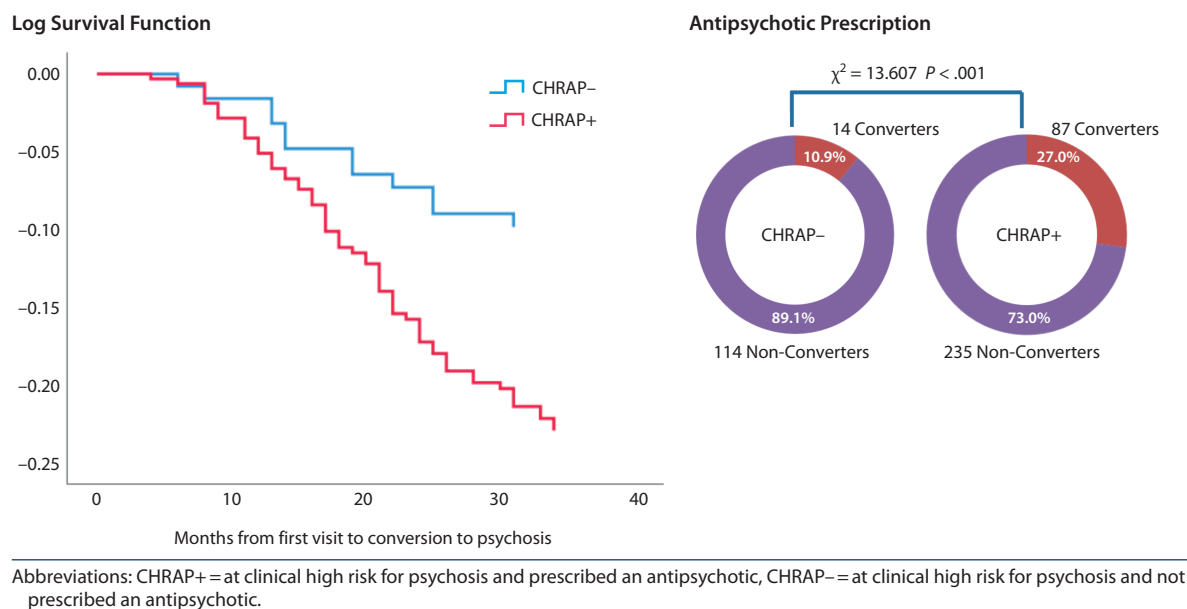 Log Survival Function
0.00
−0.05
−0.10
−0.15
−0.20
−0.25
0 10 20 30 40
Months from first visit to conversion to psychosis
CHRAP−
CHRAP+
Antipsychotic Prescription
χ² = 13.607 P < .001
14 Converters
10.9%
CHRAP−
89.1%
114 Non-Converters
87 Converters
27.0%
CHRAP+
73.0%
235 Non-Converters
Abbreviations: CHRAP+ = at clinical high risk for psychosis and prescribed an antipsychotic, CHRAP− = at clinical high risk for psychosis and not
prescribed an antipsychotic.